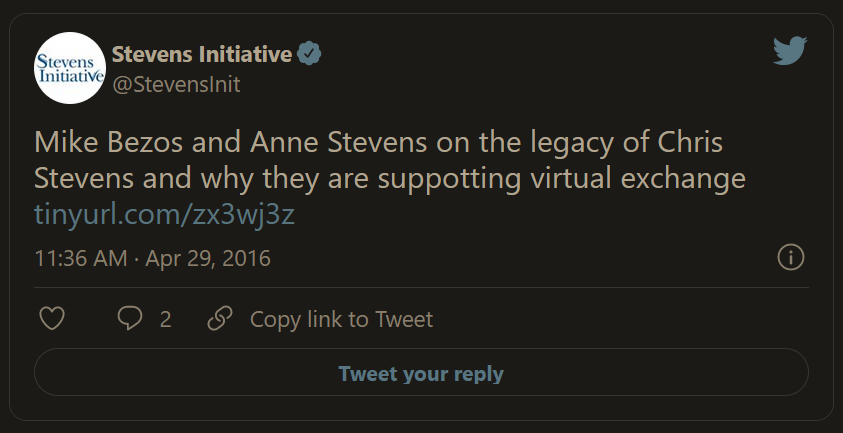 Stevens
Initiative
Stevens Initiative
@StevensInit
Mike Bezos and Anne Stevens on the legacy of Chris
Stevens and why they are suppotting virtual exchange
tinyurl.com/zx3wj3z
11:36 AM · Apr 29, 2016
2 Copy link to Tweet
Tweet your reply